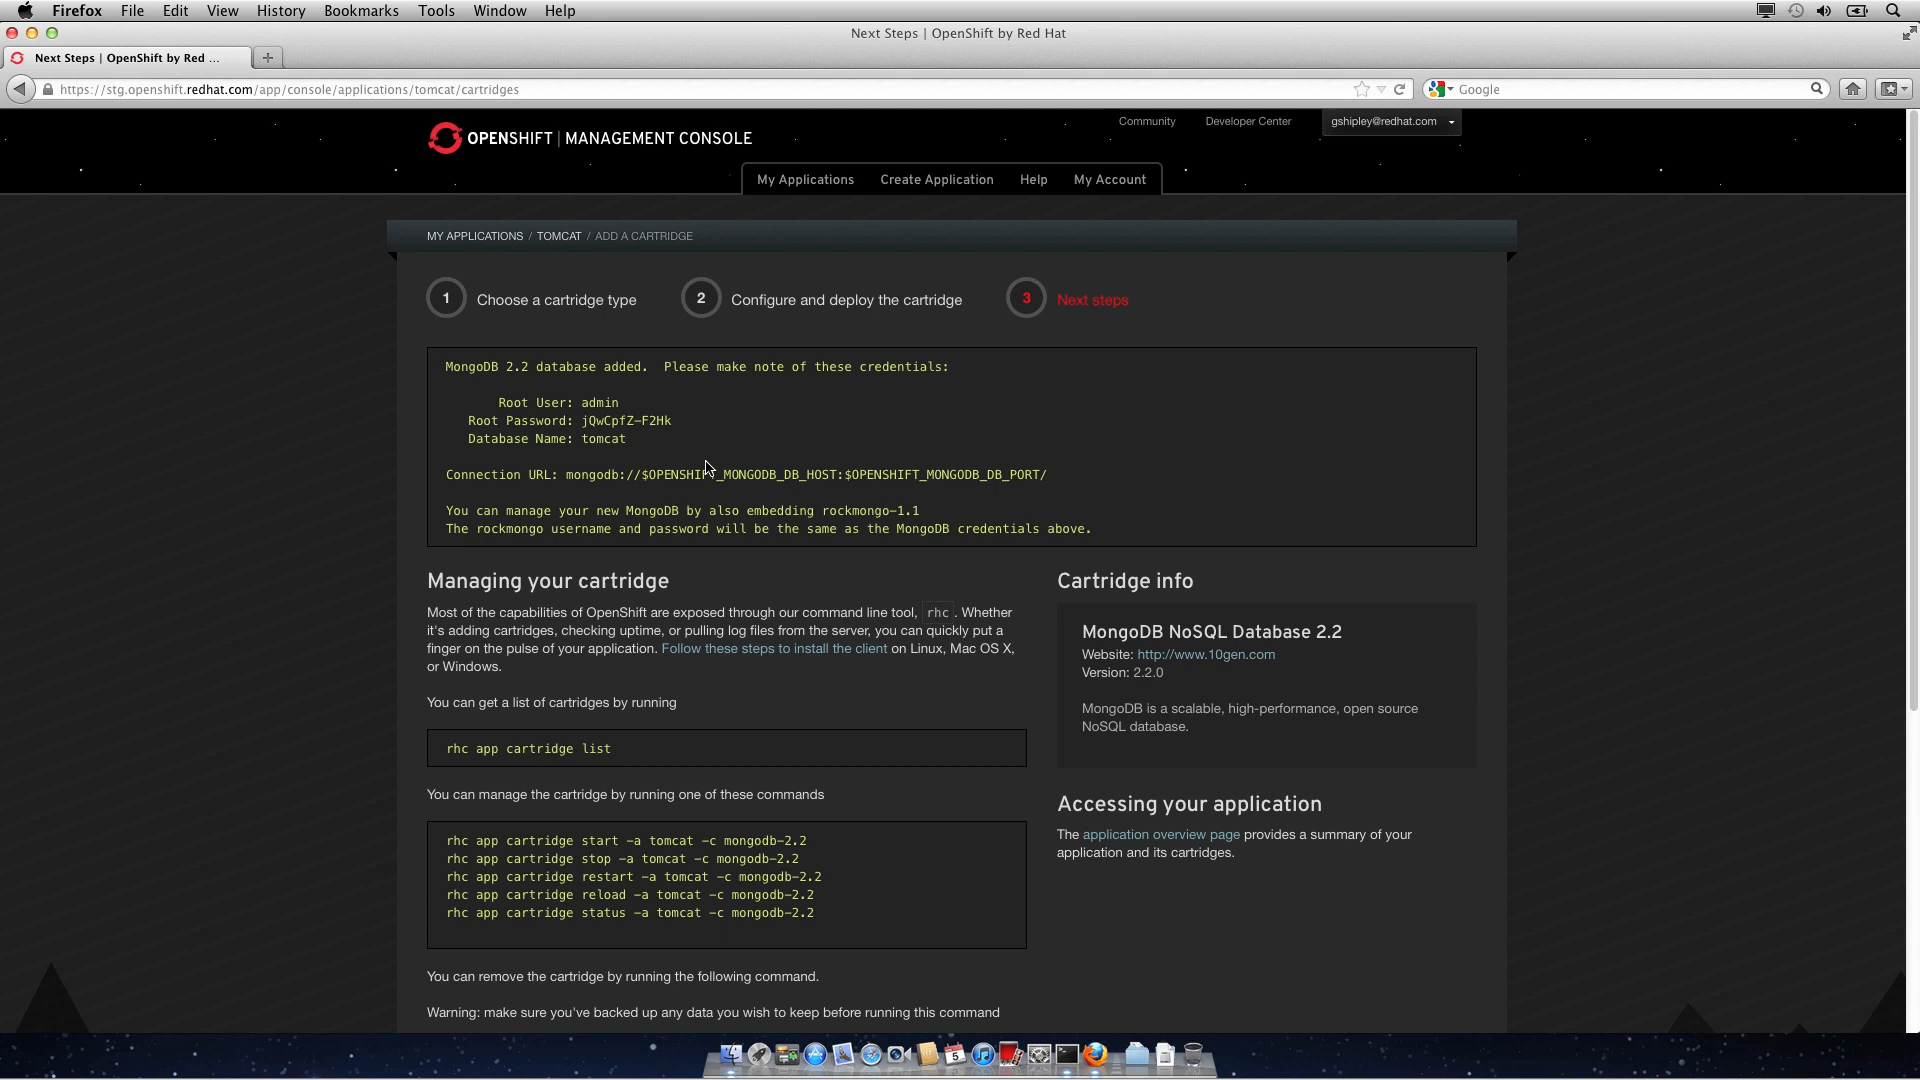 Firefox File Edit View History Bookmarks Tools Window Help
Next Steps | OpenShift by Red Hat
Next Steps | OpenShift by Red ...
https://stg.openshift.redhat.com/app/console/applications/tomcat/cartridges
Google
OPENSHIFT | MANAGEMENT CONSOLE
Community Developer Center gshipley@redhat.com
My Applications Create Application Help My Account
MY APPLICATIONS / TOMCAT / ADD A CARTRIDGE
1 Choose a cartridge type 2 Configure and deploy the cartridge 3 Next steps
MongoDB 2.2 database added. Please make note of these credentials:
Root User: admin
Root Password: jQwCpfZ-F2Hk
Database Name: tomcat
Connection URL: mongodb://$OPENSHIFT_MONGODB_DB_HOST:$OPENSHIFT_MONGODB_DB_PORT/
You can manage your new MongoDB by also embedding rockmongo-1.1
The rockmongo username and password will be the same as the MongoDB credentials above.
Managing your cartridge
Most of the capabilities of OpenShift are exposed through our command line tool, rhc . Whether
it's adding cartridges, checking uptime, or pulling log files from the server, you can quickly put a
finger on the pulse of your application. Follow these steps to install the client on Linux, Mac OS X,
or Windows.
You can get a list of cartridges by running
rhc app cartridge list
You can manage the cartridge by running one of these commands
rhc app cartridge start -a tomcat -c mongodb-2.2
rhc app cartridge stop -a tomcat -c mongodb-2.2
rhc app cartridge restart -a tomcat -c mongodb-2.2
rhc app cartridge reload -a tomcat -c mongodb-2.2
rhc app cartridge status -a tomcat -c mongodb-2.2
You can remove the cartridge by running the following command.
Warning: make sure you've backed up any data you wish to keep before running this command
Cartridge info
MongoDB NoSQL Database 2.2
Website: http://www.10gen.com
Version: 2.2.0
MongoDB is a scalable, high-performance, open source
NoSQL database.
Accessing your application
The application overview page provides a summary of your
application and its cartridges.
5